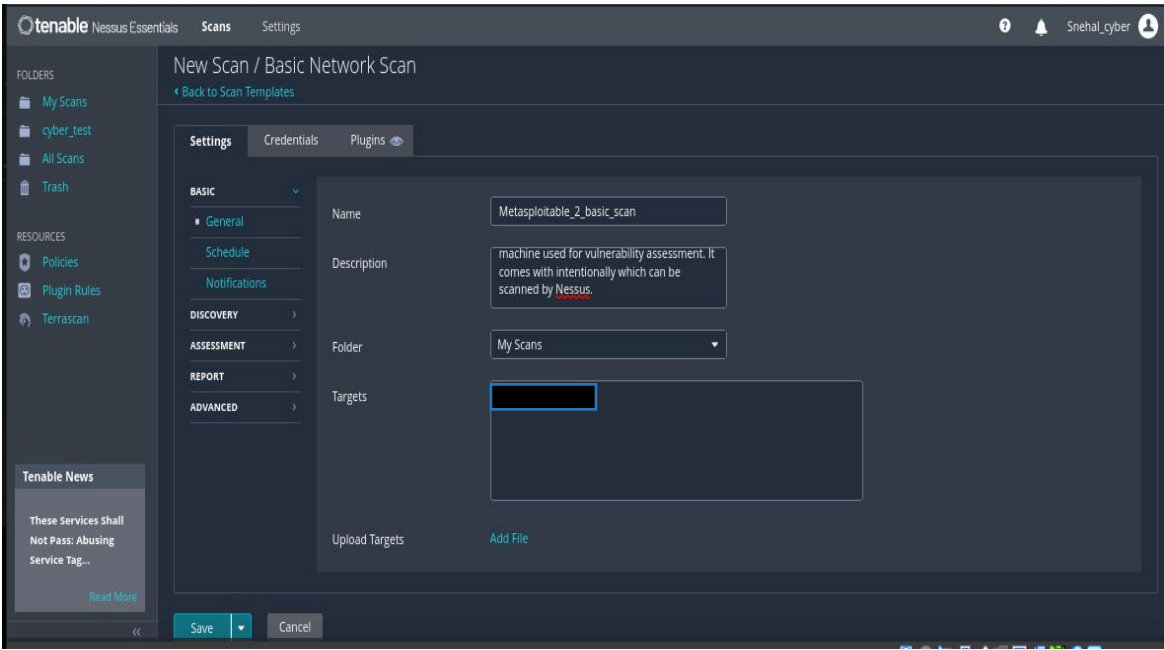 tenable Nessus Essentials Scans Settings Snehal_cyber
FOLDERS
My Scans
cyber_test
All Scans
Trash
RESOURCES
Policies
Plugin Rules
Terrascan
Tenable News
These Services Shall
Not Pass: Abusing
Service Tag...
Read More
New Scan / Basic Network Scan
Back to Scan Templates
Settings Credentials Plugins
BASIC
General
Schedule
Notifications
DISCOVERY
ASSESSMENT
REPORT
ADVANCED
Name Metasploitable_2_basic_scan
Description
machine used for vulnerability assessment. It
comes with intentionally which can be
scanned by Nessus.
Folder My Scans
Targets
Upload Targets Add File
Save Cancel